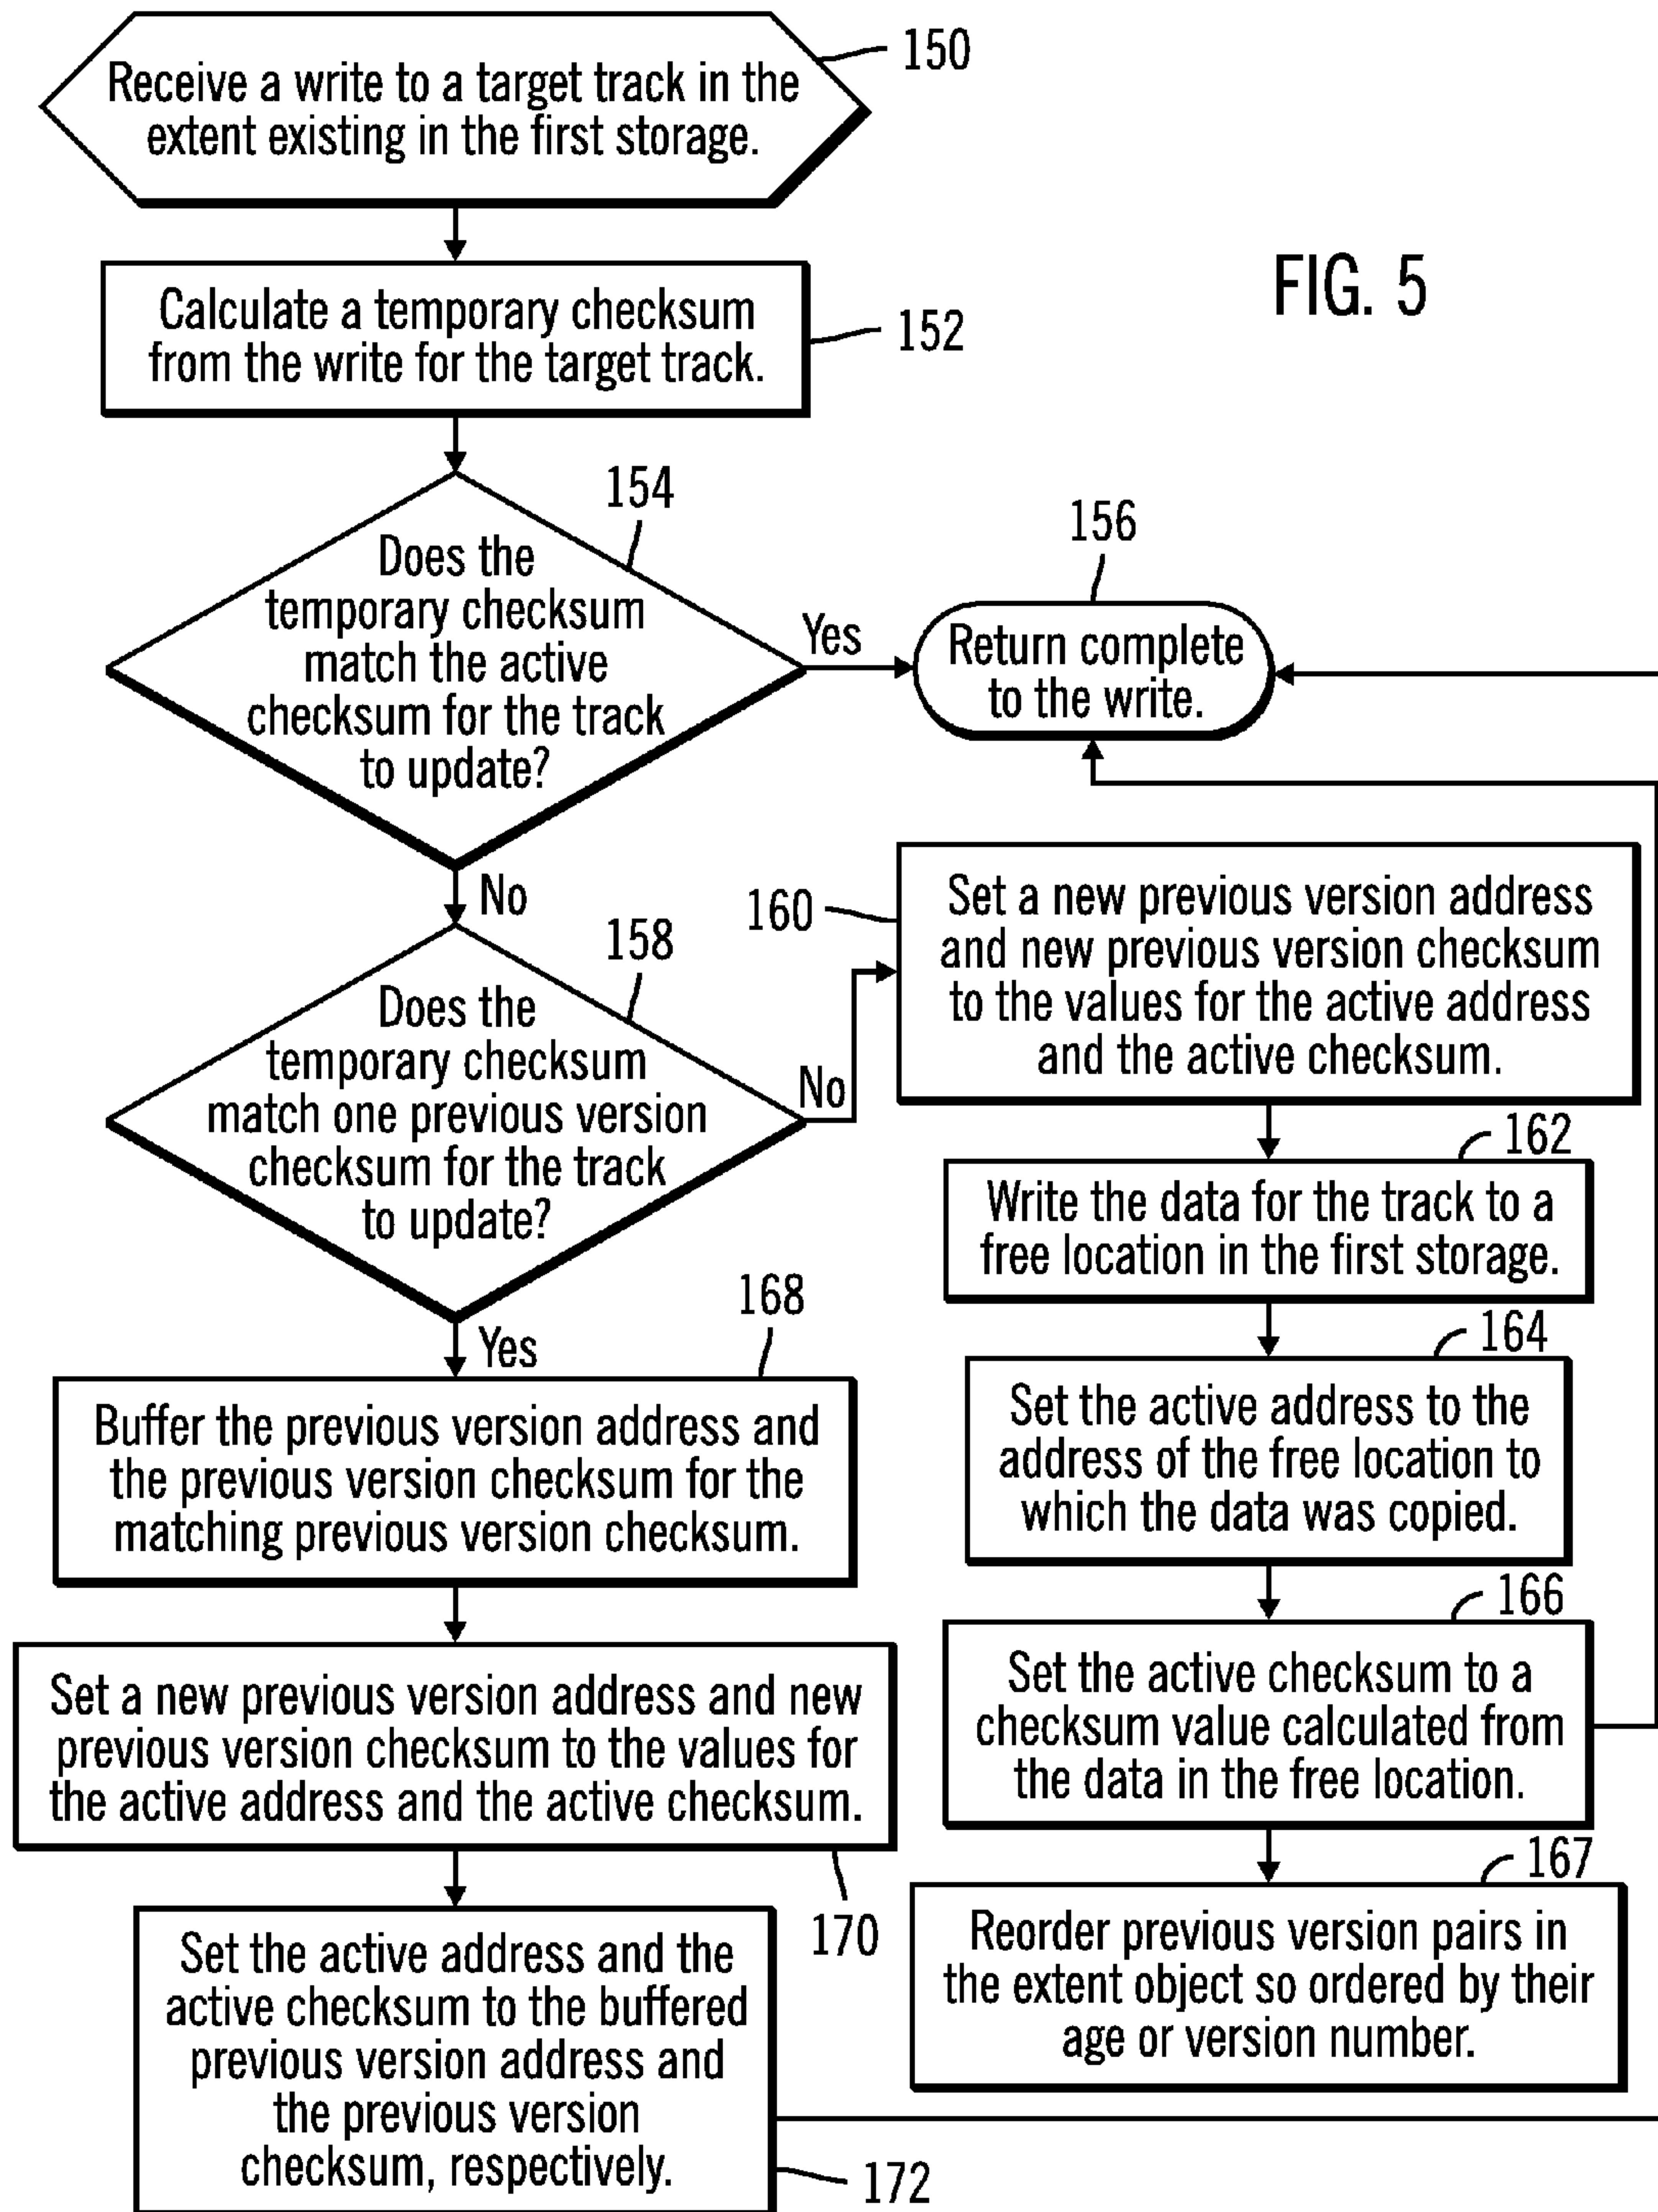 150
Receive a write to a target track in the
extent existing in the first storage.
FIG. 5
Calculate a temporary checksum
from the write for the target track.
152
154
Does the
temporary checksum
match the active
checksum for the track
to update?
Yes
156
Return complete
to the write.
No
158
Does the
temporary checksum
match one previous version
checksum for the track
to update?
No
160
Set a new previous version address
and new previous version checksum
to the values for the active address
and the active checksum.
162
Write the data for the track to a
free location in the first storage.
164
Set the active address to the
address of the free location to
which the data was copied.
166
Set the active checksum to a
checksum value calculated from
the data in the free location.
167
Reorder previous version pairs in
the extent object so ordered by their
age or version number.
Yes
168
Buffer the previous version address and
the previous version checksum for the
matching previous version checksum.
Set a new previous version address and new
previous version checksum to the values for
the active address and the active checksum.
170
Set the active address and the
active checksum to the buffered
previous version address and
the previous version
checksum, respectively.
172